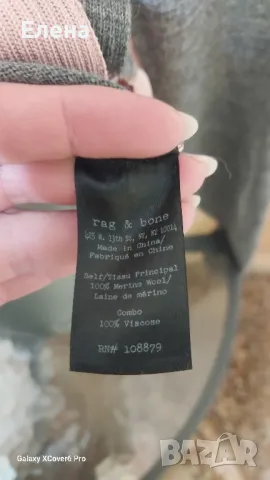 Елена
rag & bone
425 W. 13th St, NY, NY 10014
Made in China/
Fabriqué en Chine
Self/Tissu Principal
100% Merino Wool/
Laine de mérino
Combo
100% Viscose
RN# 108879
Galaxy XCover6 Pro
bazar